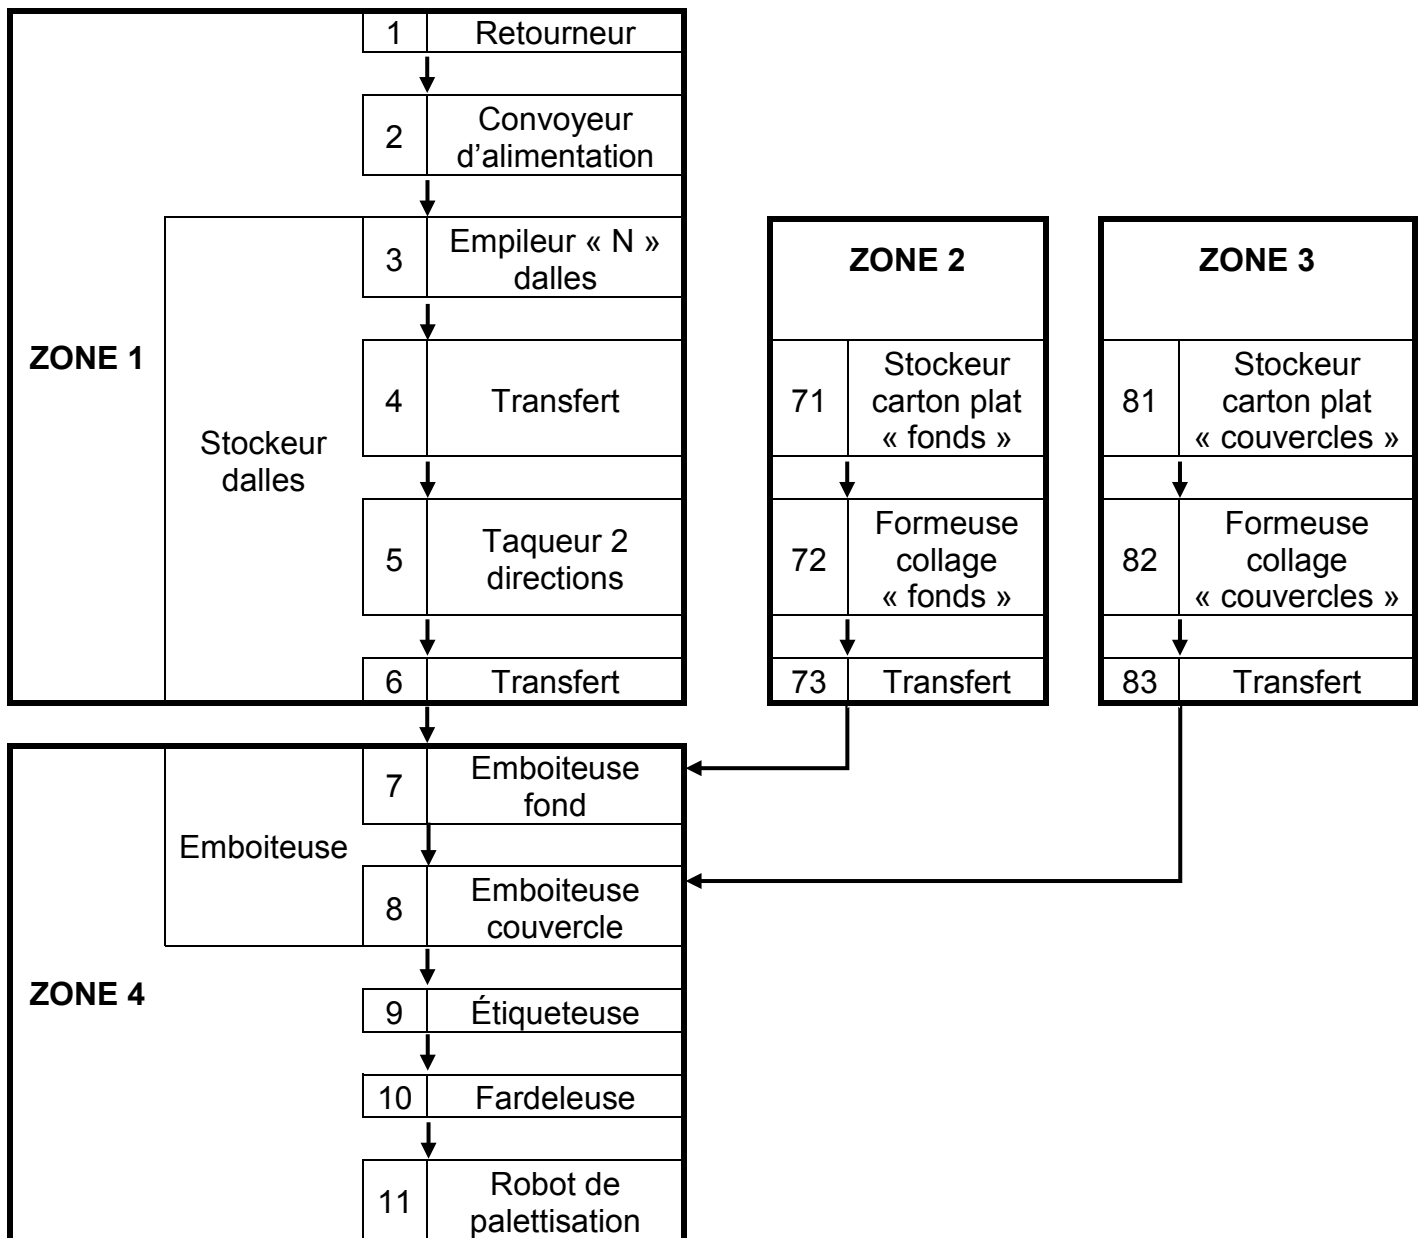 1 Retourneur
2 Convoyeur
d’alimentation
ZONE 1
Stockeur
dalles
3 Empileur « N »
dalles
4 Transfert
5 Taqueur 2
directions
6 Transfert
ZONE 2
71 Stockeur
carton plat
« fonds »
72 Formeuse
collage
« fonds »
73 Transfert
ZONE 3
81 Stockeur
carton plat
« couvercles »
82 Formeuse
collage
« couvercles »
83 Transfert
ZONE 4
Emboiteuse
7 Emboiteuse
fond
8 Emboiteuse
couvercle
9 Étiqueteuse
10 Fardeleuse
11 Robot de
palettisation